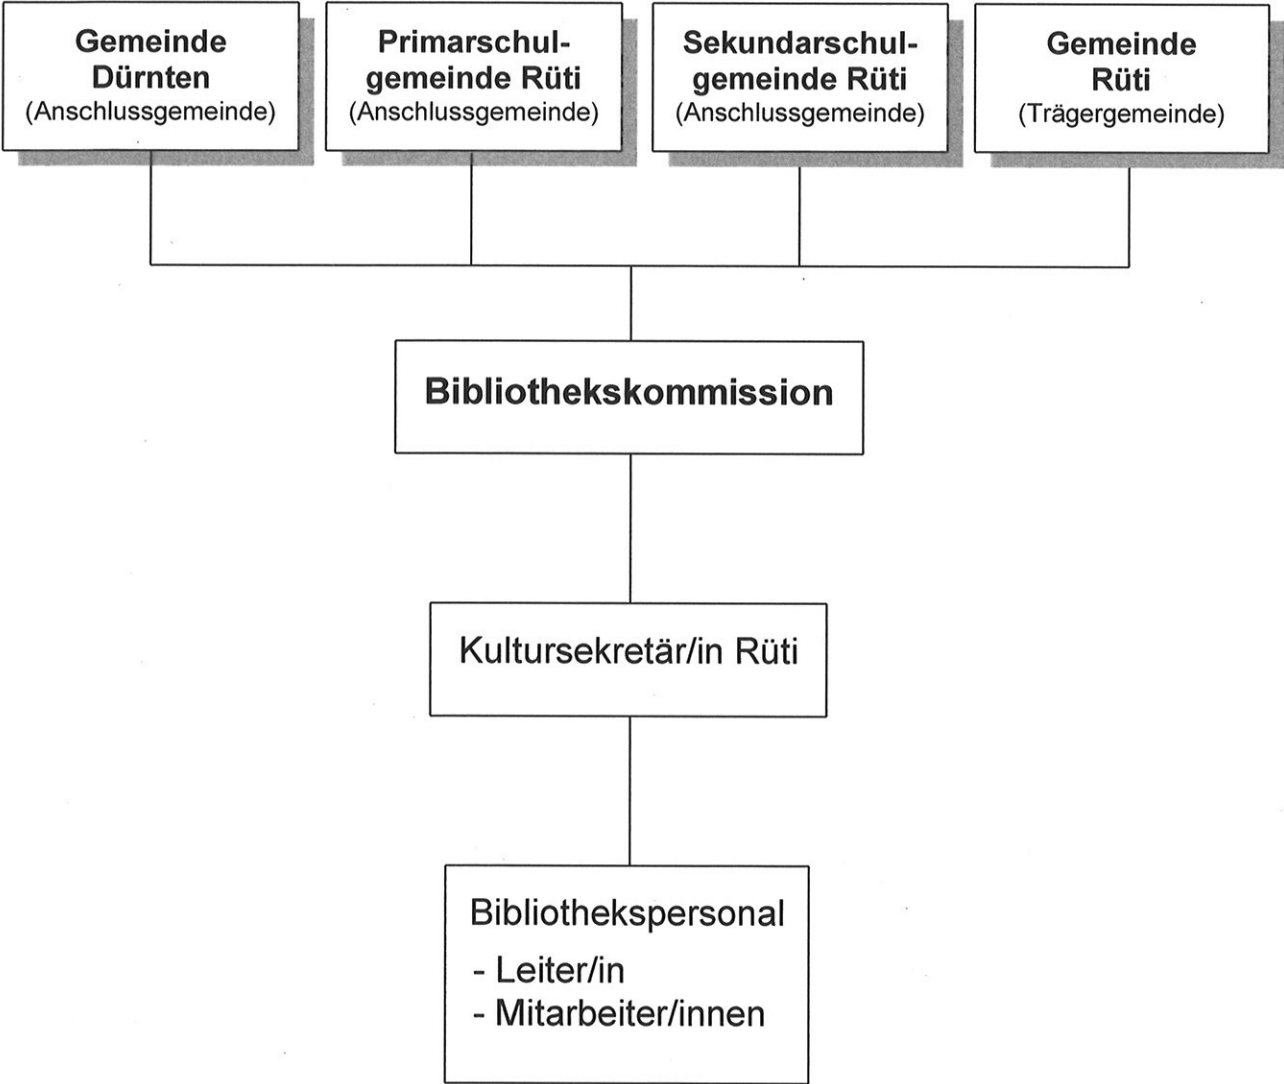 Gemeinde
Dürnten
(Anschlussgemeinde)
Primarschul-
gemeinde Rüti
(Anschlussgemeinde)
Sekundarschul-
gemeinde Rüti
(Anschlussgemeinde)
Gemeinde
Rüti
(Trägergemeinde)
Bibliothekskommission
Kultursekretär/in Rüti
Bibliothekspersonal
- Leiter/in
- Mitarbeiter/innen